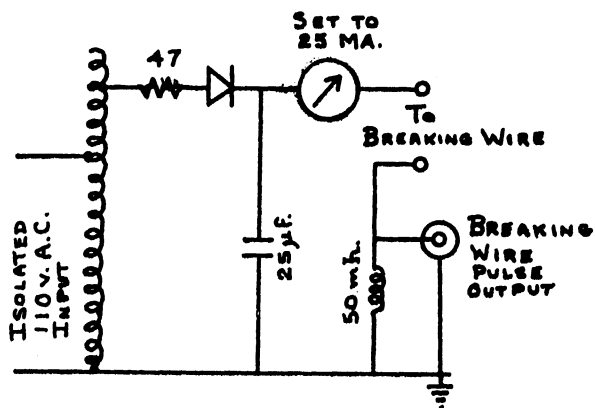 SET TO
25 MA.
47
TO
BREAKING WIRE
ISOLATED
110 V. A.C.
INPUT
25 μf.
50 mh.
BREAKING
WIRE
PULSE
OUTPUT